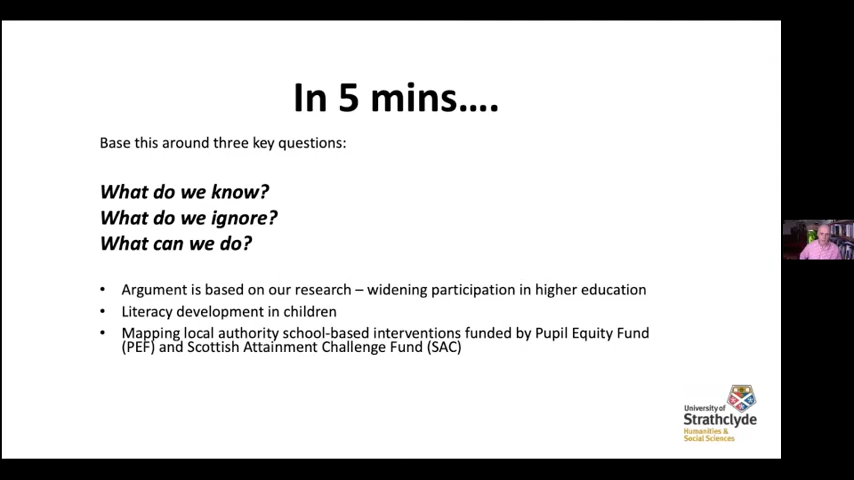 In 5 mins....
Base this around three key questions:
What do we know?
What do we ignore?
What can we do?
• Argument is based on our research – widening participation in higher education
• Literacy development in children
• Mapping local authority school-based interventions funded by Pupil Equity Fund
(PEF) and Scottish Attainment Challenge Fund (SAC)
University of
Strathclyde
Humanities &
Social Sciences